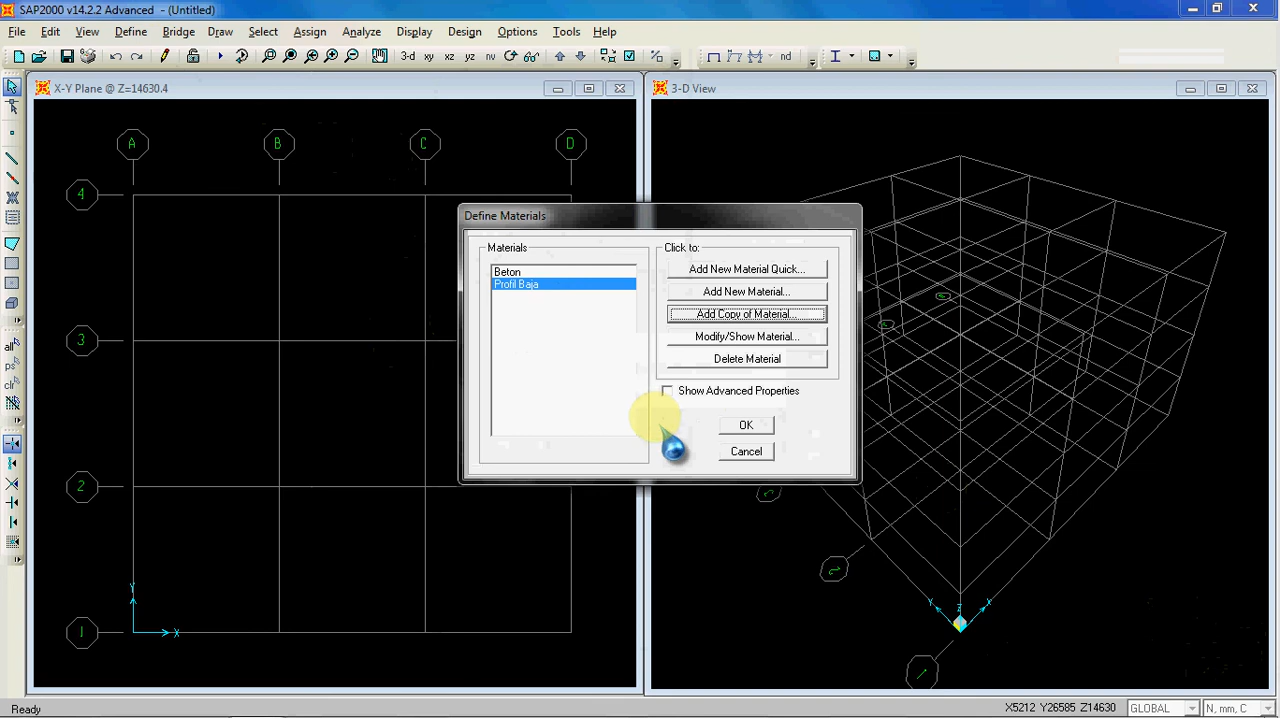 SAP2000 v14.2.2 Advanced - (Untitled)
File Edit View Define Bridge Draw Select Assign Analyze Display Design Options Tools Help
3-d xy xz yz nv nd
X-Y Plane @ Z=14630.4
3-D View
A B C D
4
3
2
1
Y
X
all
ps
clr
Define Materials
Materials
Beton
Profil Baja
Click to:
Add New Material Quick...
Add New Material...
Add Copy of Material...
Modify/Show Material...
Delete Material
Show Advanced Properties
OK
Cancel
Y Z X
Ready
X5212 Y26585 Z14630
GLOBAL
N, mm, C